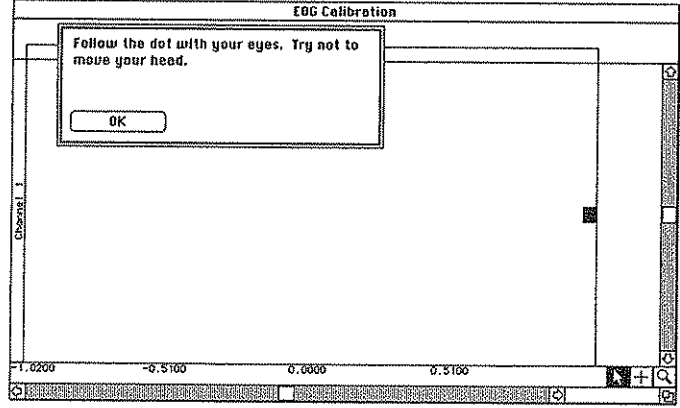 EOG Calibration
Follow the dot with your eyes. Try not to
move your head.
OK
Channel 1
-1.0200 -0.5100 0.0000 0.5100